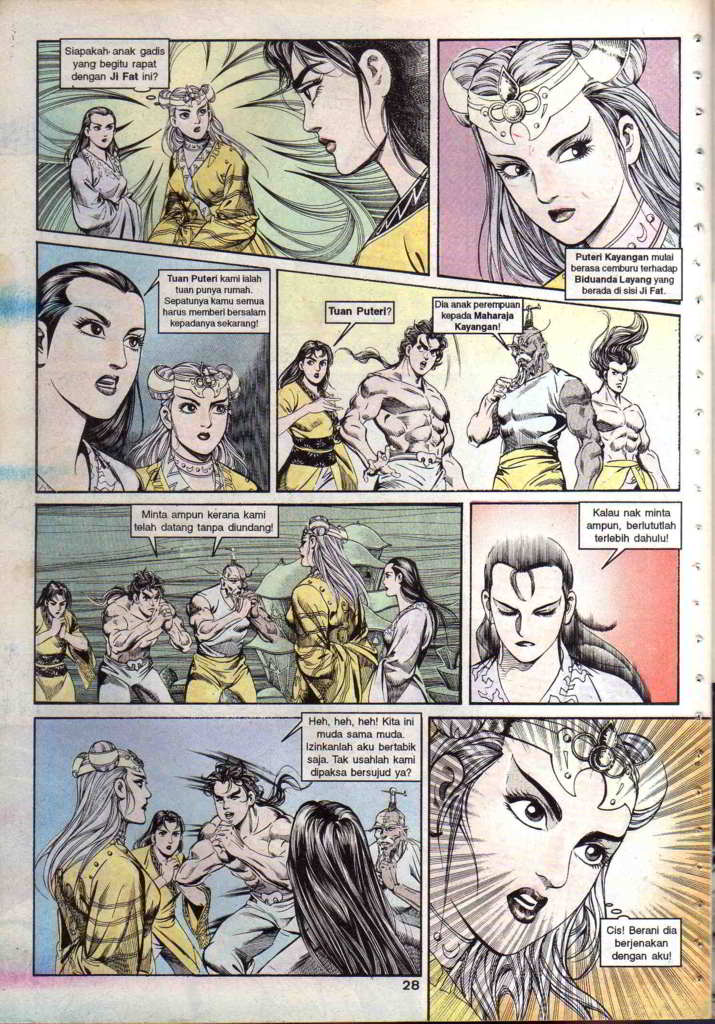 Siapakah anak gadis
yang begitu rapat
dengan Ji Fat ini?
Puteri Kayangan mulai
berasa cemburu terhadap
Biduanda Layang yang
berada di sisi Ji Fat.
Tuan Puteri kami ialah
tuan punya rumah.
Sepatutnya kamu semua
harus memberi bersalam
kepadanya sekarang!
Tuan Puteri?
Dia anak perempuan
kepada Maharaja
Kayangan!
Minta ampun kerana kami
telah datang tanpa diundang!
Kalau nak minta
ampun, berlututlah
terlebih dahulu!
Heh, heh, heh! Kita ini
muda sama muda.
Izinkanlah aku bertabik
saja. Tak usahlah kami
dipaksa bersujud ya?
Cis! Berani dia
berjenakan
dengan aku!
28